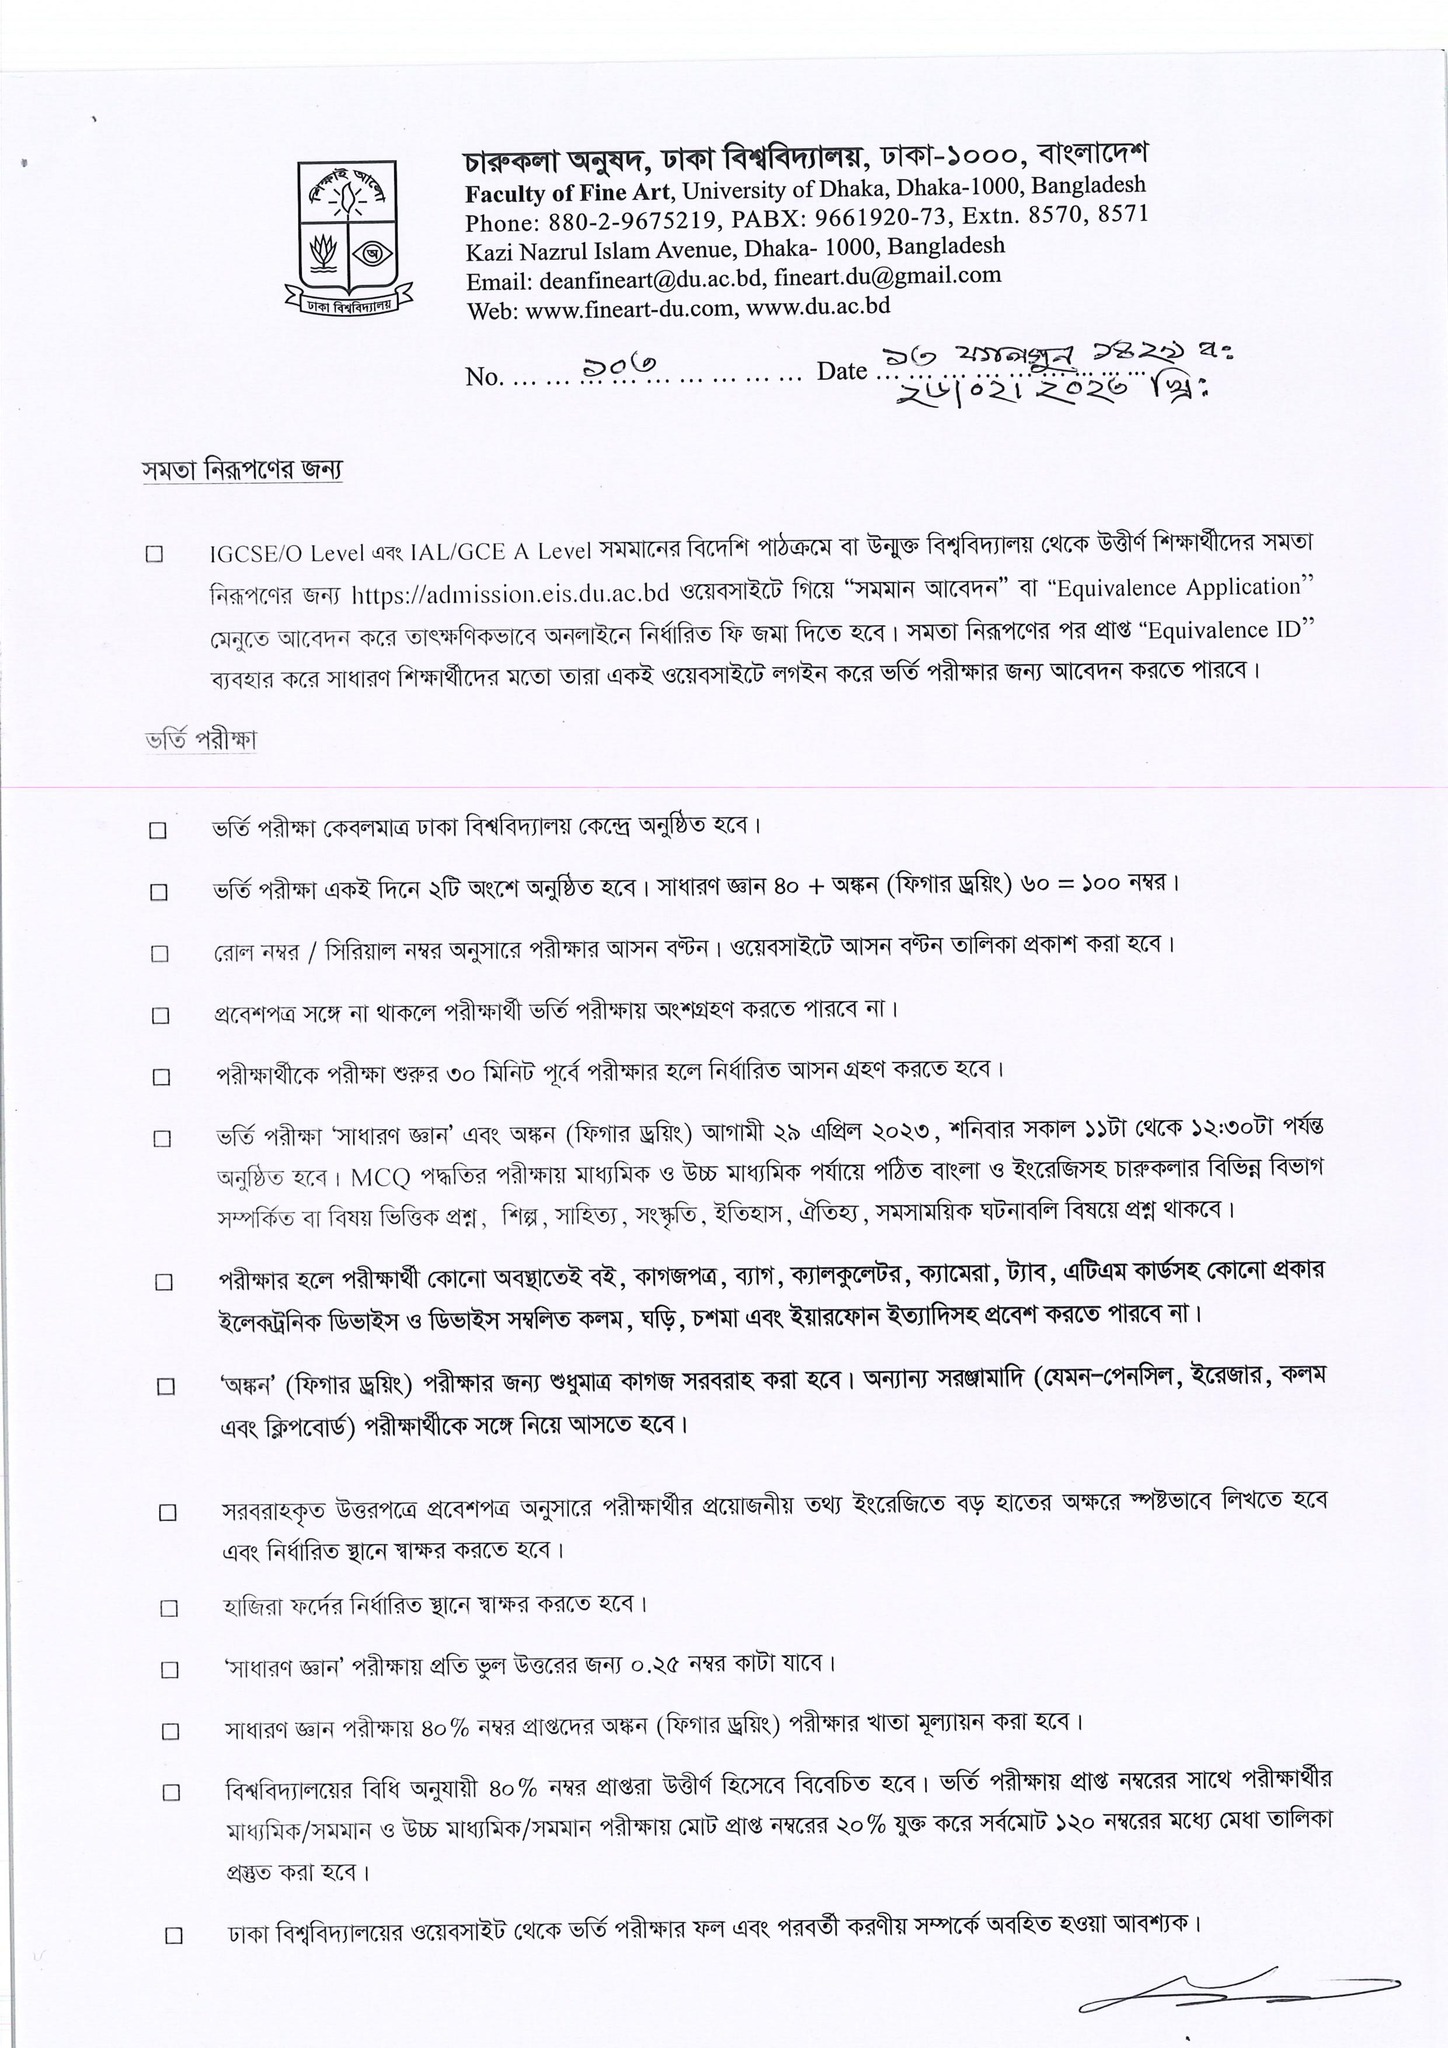 শিক্ষাই আলো
ঢাকা বিশ্ববিদ্যালয়
চারুকলা অনুষদ, ঢাকা বিশ্ববিদ্যালয়, ঢাকা-১০০০, বাংলাদেশ
Faculty of Fine Art, University of Dhaka, Dhaka-1000, Bangladesh
Phone: 880-2-9675219, PABX: 9661920-73, Extn. 8570, 8571
Kazi Nazrul Islam Avenue, Dhaka- 1000, Bangladesh
Email: deanfineart@du.ac.bd, fineart.du@gmail.com
Web: www.fineart-du.com, www.du.ac.bd
No. ... ... ১০৩ ... ... ... ... ... Date ১৩ ফাল্গুন ১৪২৯ ব:
২৬/০২/২০২৩ খ্রি:
সমতা নিরূপণের জন্য
□ IGCSE/O Level এবং IAL/GCE A Level সমমানের বিদেশি পাঠক্রমে বা উন্মুক্ত বিশ্ববিদ্যালয় থেকে উত্তীর্ণ শিক্ষার্থীদের সমতা
নিরূপণের জন্য https://admission.eis.du.ac.bd ওয়েবসাইটে গিয়ে “সমমান আবেদন” বা “Equivalence Application”
মেনুতে আবেদন করে তাৎক্ষণিকভাবে অনলাইনে নির্ধারিত ফি জমা দিতে হবে। সমতা নিরূপণের পর প্রাপ্ত “Equivalence ID”
ব্যবহার করে সাধারণ শিক্ষার্থীদের মতো তারা একই ওয়েবসাইটে লগইন করে ভর্তি পরীক্ষার জন্য আবেদন করতে পারবে।
ভর্তি পরীক্ষা
□ ভর্তি পরীক্ষা কেবলমাত্র ঢাকা বিশ্ববিদ্যালয় কেন্দ্রে অনুষ্ঠিত হবে।
□ ভর্তি পরীক্ষা একই দিনে ২টি অংশে অনুষ্ঠিত হবে। সাধারণ জ্ঞান ৪০ + অঙ্কন (ফিগার ড্রয়িং) ৬০ = ১০০ নম্বর।
□ রোল নম্বর / সিরিয়াল নম্বর অনুসারে পরীক্ষার আসন বণ্টন। ওয়েবসাইটে আসন বণ্টন তালিকা প্রকাশ করা হবে।
□ প্রবেশপত্র সঙ্গে না থাকলে পরীক্ষার্থী ভর্তি পরীক্ষায় অংশগ্রহণ করতে পারবে না।
□ পরীক্ষার্থীকে পরীক্ষা শুরুর ৩০ মিনিট পূর্বে পরীক্ষার হলে নির্ধারিত আসন গ্রহণ করতে হবে।
□ ভর্তি পরীক্ষা ‘সাধারণ জ্ঞান’ এবং অঙ্কন (ফিগার ড্রয়িং) আগামী ২৯ এপ্রিল ২০২৩, শনিবার সকাল ১১টা থেকে ১২:৩০টা পর্যন্ত
অনুষ্ঠিত হবে। MCQ পদ্ধতির পরীক্ষায় মাধ্যমিক ও উচ্চ মাধ্যমিক পর্যায়ে পঠিত বাংলা ও ইংরেজিসহ চারুকলার বিভিন্ন বিভাগ
সম্পর্কিত বা বিষয় ভিত্তিক প্রশ্ন, শিল্প, সাহিত্য, সংস্কৃতি, ইতিহাস, ঐতিহ্য, সমসাময়িক ঘটনাবলি বিষয়ে প্রশ্ন থাকবে।
□ পরীক্ষার হলে পরীক্ষার্থী কোনো অবস্থাতেই বই, কাগজপত্র, ব্যাগ, ক্যালকুলেটর, ক্যামেরা, ট্যাব, এটিএম কার্ডসহ কোনো প্রকার
ইলেকট্রনিক ডিভাইস ও ডিভাইস সম্বলিত কলম, ঘড়ি, চশমা এবং ইয়ারফোন ইত্যাদিসহ প্রবেশ করতে পারবে না।
□ ‘অঙ্কন’ (ফিগার ড্রয়িং) পরীক্ষার জন্য শুধুমাত্র কাগজ সরবরাহ করা হবে। অন্যান্য সরঞ্জামাদি (যেমন-পেনসিল, ইরেজার, কলম
এবং ক্লিপবোর্ড) পরীক্ষার্থীকে সঙ্গে নিয়ে আসতে হবে।
□ সরবরাহকৃত উত্তরপত্রে প্রবেশপত্র অনুসারে পরীক্ষার্থীর প্রয়োজনীয় তথ্য ইংরেজিতে বড় হাতের অক্ষরে স্পষ্টভাবে লিখতে হবে
এবং নির্ধারিত স্থানে স্বাক্ষর করতে হবে।
□ হাজিরা ফর্দের নির্ধারিত স্থানে স্বাক্ষর করতে হবে।
□ ‘সাধারণ জ্ঞান’ পরীক্ষায় প্রতি ভুল উত্তরের জন্য ০.২৫ নম্বর কাটা যাবে।
□ সাধারণ জ্ঞান পরীক্ষায় ৪০% নম্বর প্রাপ্তদের অঙ্কন (ফিগার ড্রয়িং) পরীক্ষার খাতা মূল্যায়ন করা হবে।
□ বিশ্ববিদ্যালয়ের বিধি অনুযায়ী ৪০% নম্বর প্রাপ্তরা উত্তীর্ণ হিসেবে বিবেচিত হবে। ভর্তি পরীক্ষায় প্রাপ্ত নম্বরের সাথে পরীক্ষার্থীর
মাধ্যমিক/সমমান ও উচ্চ মাধ্যমিক/সমমান পরীক্ষায় মোট প্রাপ্ত নম্বরের ২০% যুক্ত করে সর্বমোট ১২০ নম্বরের মধ্যে মেধা তালিকা
প্রস্তুত করা হবে।
□ ঢাকা বিশ্ববিদ্যালয়ের ওয়েবসাইট থেকে ভর্তি পরীক্ষার ফল এবং পরবর্তী করণীয় সম্পর্কে অবহিত হওয়া আবশ্যক।